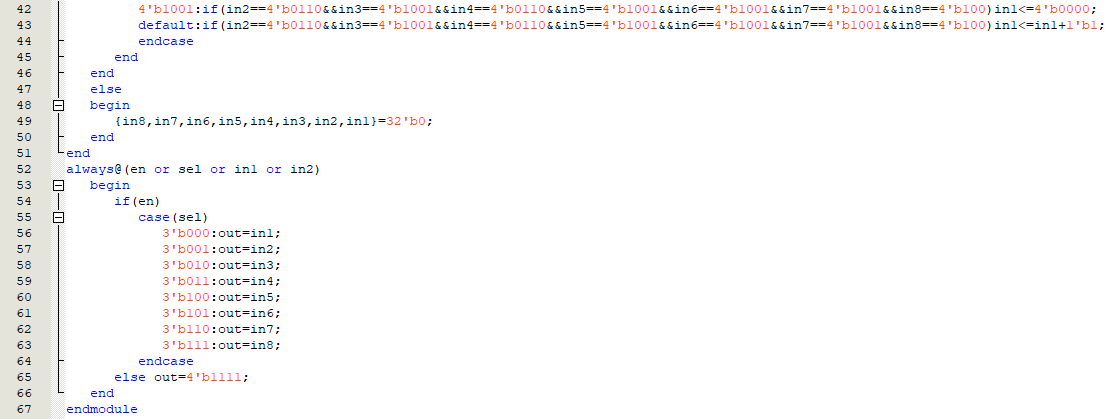 42 4'b1001:if(in2==4'b0110&&in3==4'b1001&&in4==4'b0110&&in5==4'b1001&&in6==4'b1001&&in7==4'b1001&&in8==4'b100)in1<=4'b0000;
43 default:if(in2==4'b0110&&in3==4'b1001&&in4==4'b0110&&in5==4'b1001&&in6==4'b1001&&in7==4'b1001&&in8==4'b100)in1<=in1+1'b1;
44 endcase
45 end
46 end
47 else
48 begin
49 {in8,in7,in6,in5,in4,in3,in2,in1}=32'b0;
50 end
51 end
52 always@(en or sel or in1 or in2)
53 begin
54 if(en)
55 case(sel)
56 3'b000:out=in1;
57 3'b001:out=in2;
58 3'b010:out=in3;
59 3'b011:out=in4;
60 3'b100:out=in5;
61 3'b101:out=in6;
62 3'b110:out=in7;
63 3'b111:out=in8;
64 endcase
65 else out=4'b1111;
66 end
67 endmodule